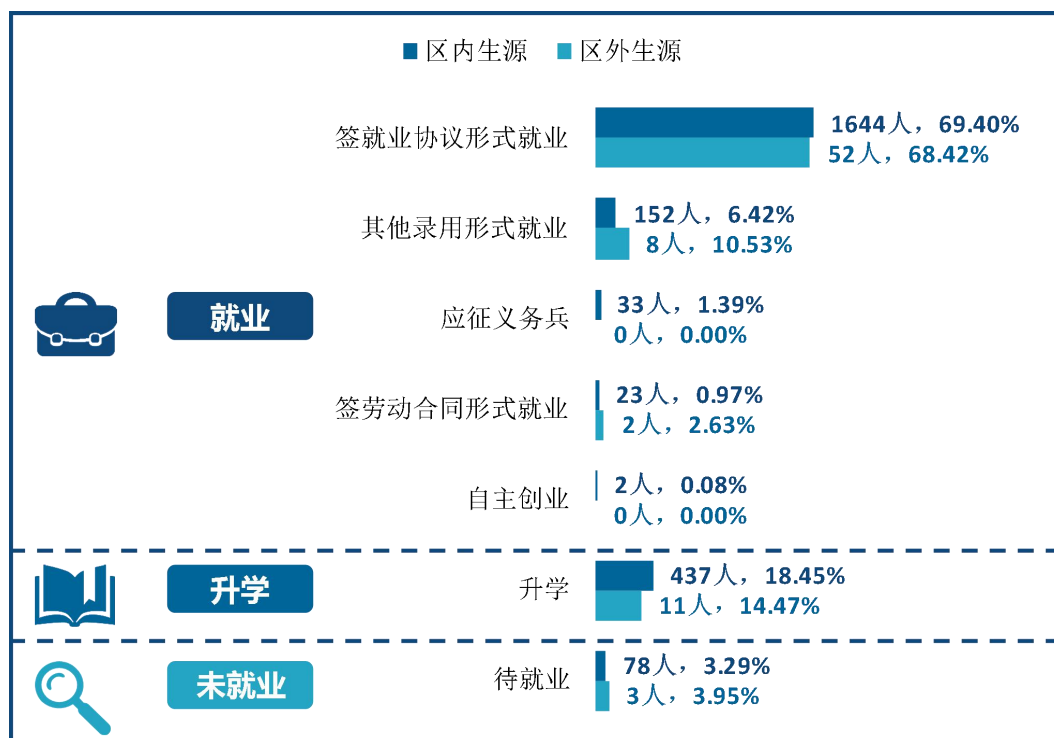 区内生源 区外生源
签就业协议形式就业
1644人，69.40%
52人，68.42%
其他录用形式就业
152人，6.42%
8人，10.53%
就业
应征义务兵
33人，1.39%
0人，0.00%
签劳动合同形式就业
23人，0.97%
2人，2.63%
自主创业
2人，0.08%
0人，0.00%
升学
升学
437人，18.45%
11人，14.47%
未就业
待就业
78人，3.29%
3人，3.95%